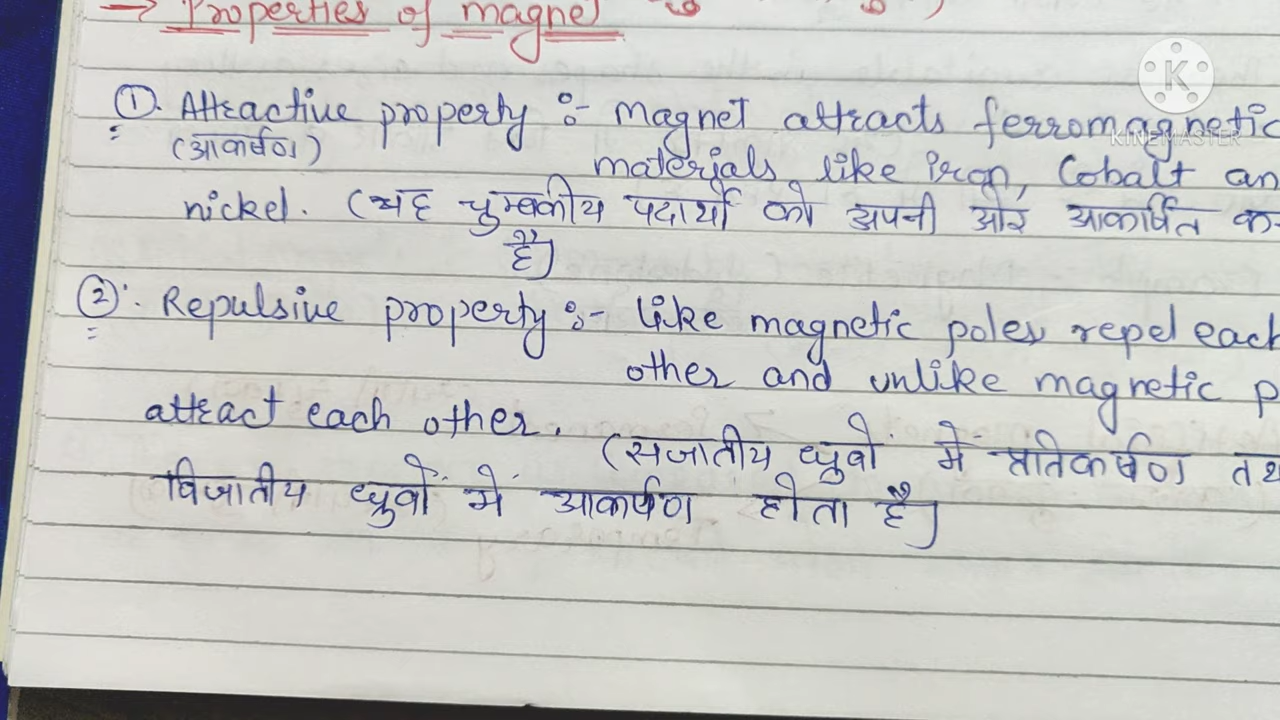 → Properties of magnet
① Attractive property :- Magnet attracts ferromagnetic
(आकर्षण) materials like iron, Cobalt an
nickel. (यह चुम्बकीय पदार्थो को अपनी ओर आकार्षित क
है)
② Repulsive property :- like magnetic poles repel each
other and unlike magnetic p
attract each other. (सजातीय ध्रुवों में प्रतिकर्षण तथ
विजातीय ध्रुवों में आकर्षण होता है)
K
KINEMASTER